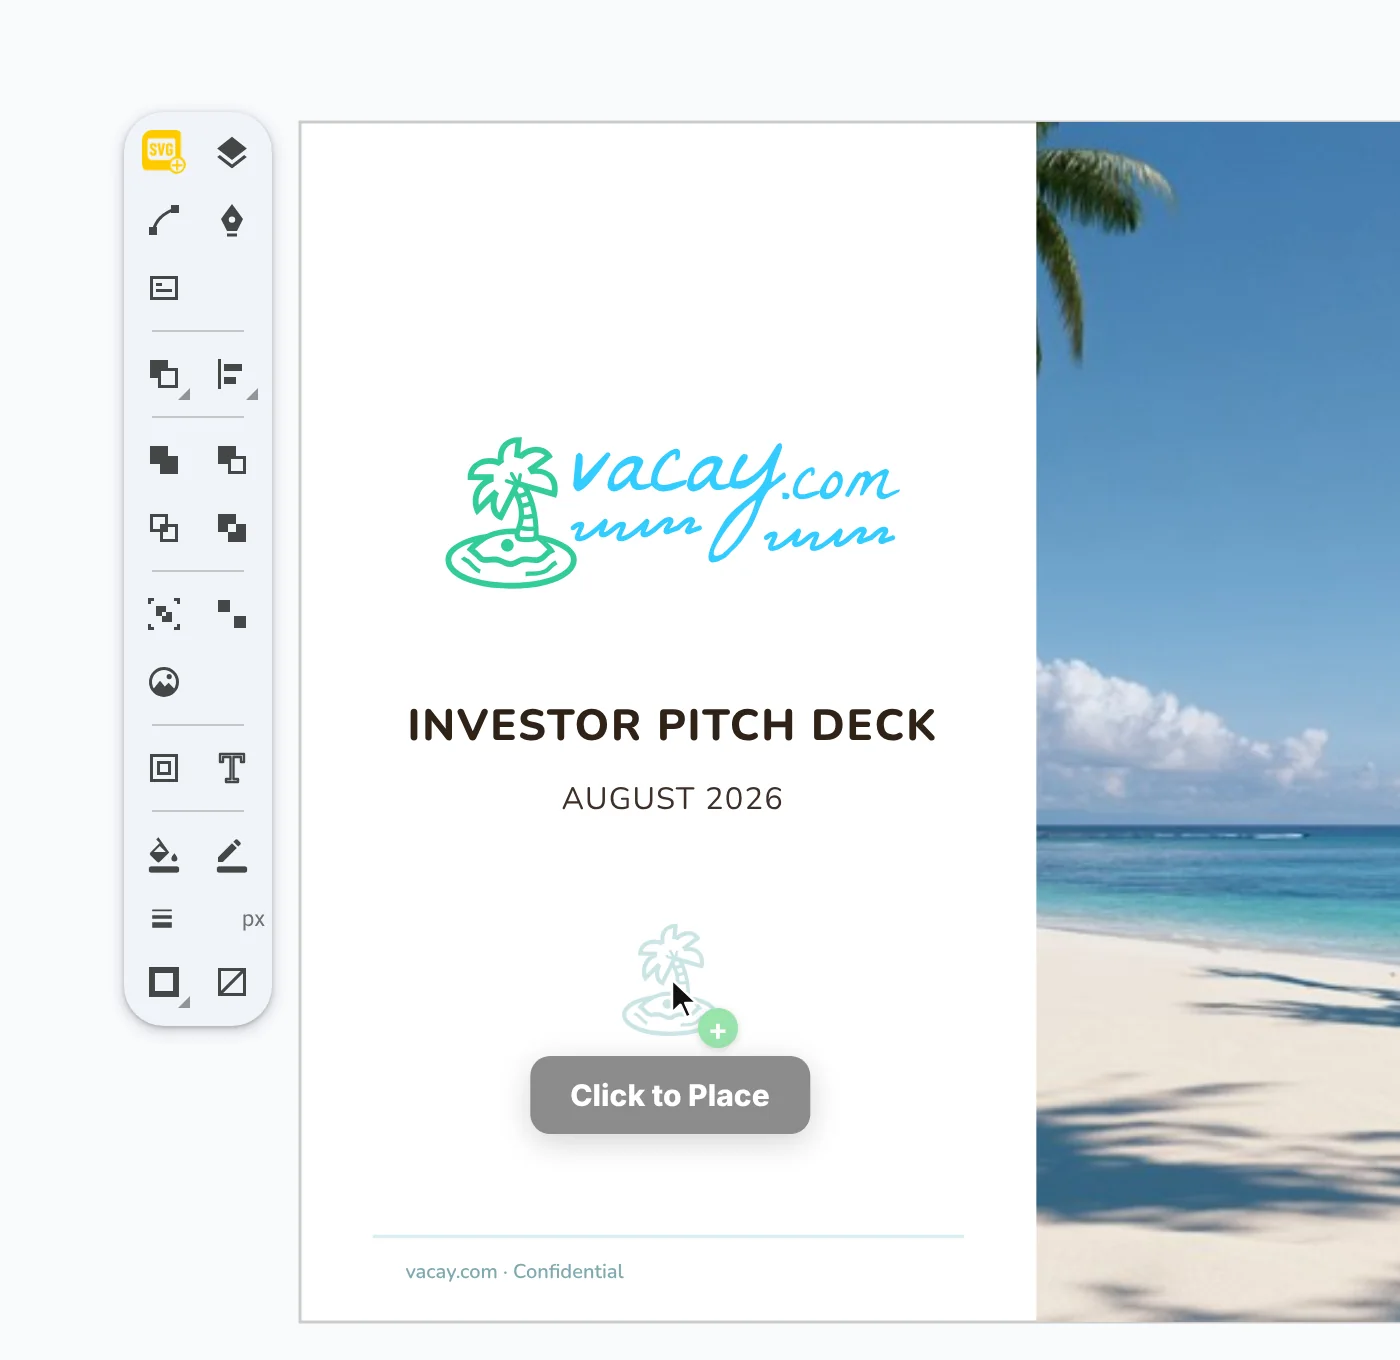 SVG
vacay.com
INVESTOR PITCH DECK
AUGUST 2026
px
Click to Place
vacay.com · Confidential